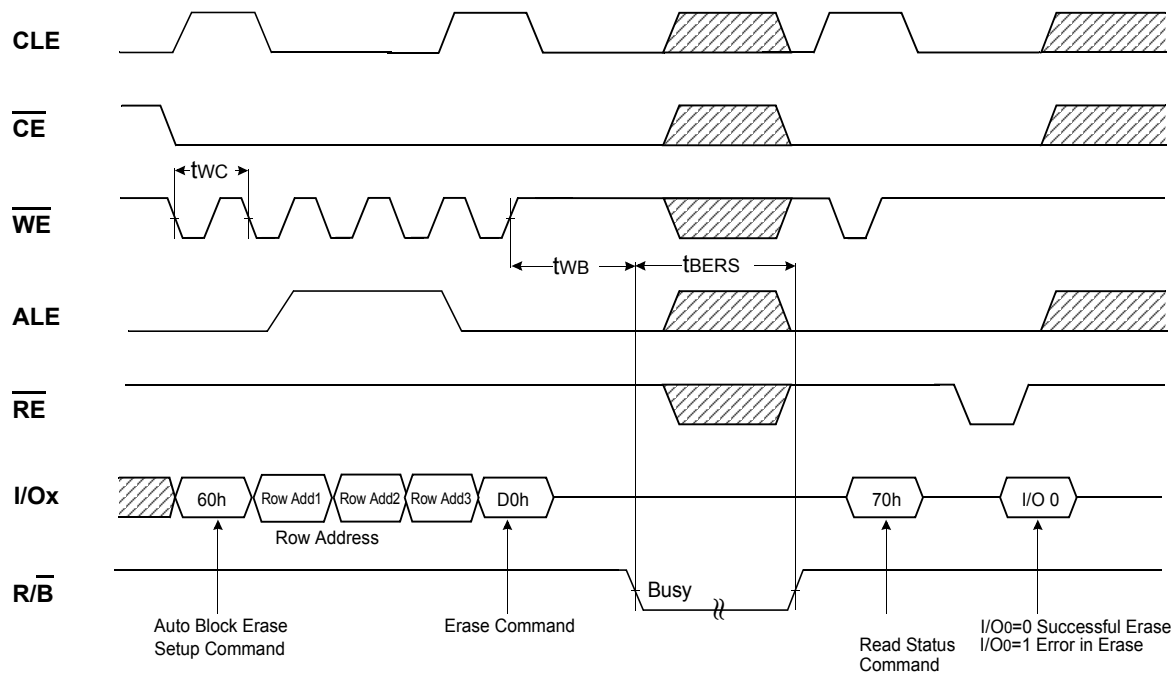 CLE
CE
tWC
WE
tWB
tBERS
ALE
RE
I/Ox
60h
Row Add1
Row Add2
Row Add3
D0h
70h
I/O 0
Row Address
R/B
Busy
Auto Block Erase
Setup Command
Erase Command
Read Status
Command
I/O0=0 Successful Erase
I/O0=1 Error in Erase